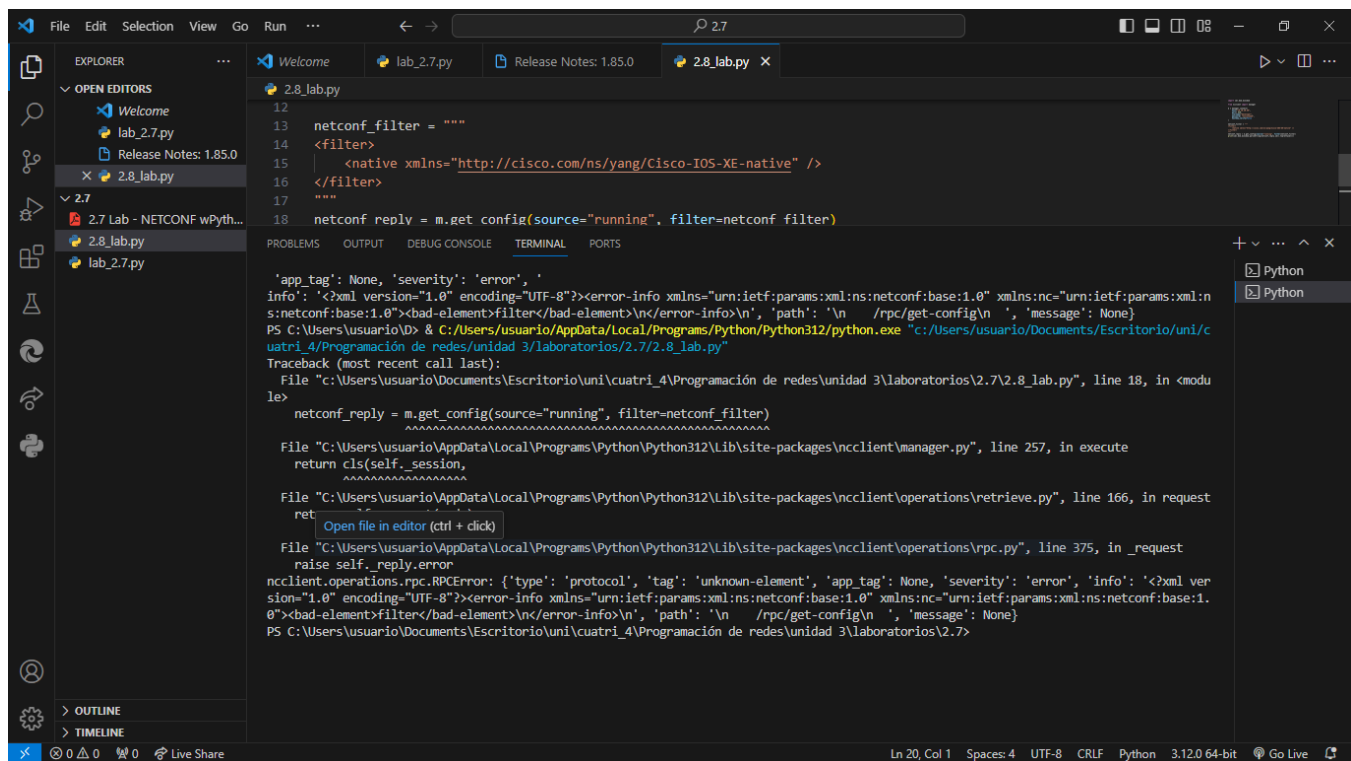 File Edit Selection View Go Run ··· ← → 2.7
EXPLORER ···
OPEN EDITORS
Welcome
lab_2.7.py
Release Notes: 1.85.0
× 2.8_lab.py
2.7
2.7 Lab - NETCONF wPyth...
2.8_lab.py
lab_2.7.py
OUTLINE
TIMELINE
Welcome lab_2.7.py Release Notes: 1.85.0 2.8_lab.py ×
2.8_lab.py
12
13 netconf_filter = """
14 <filter>
15 <native xmlns="http://cisco.com/ns/yang/Cisco-IOS-XE-native" />
16 </filter>
17 """
18 netconf_reply = m.get_config(source="running", filter=netconf_filter)
PROBLEMS OUTPUT DEBUG CONSOLE TERMINAL PORTS
'app_tag': None, 'severity': 'error', '
info': '<?xml version="1.0" encoding="UTF-8"?><error-info xmlns="urn:ietf:params:xml:ns:netconf:base:1.0" xmlns:nc="urn:ietf:params:xml:n
s:netconf:base:1.0"><bad-element>filter</bad-element>\n</error-info>\n', 'path': '\n    /rpc/get-config\n  ', 'message': None}
PS C:\Users\usuario\D> & C:/Users/usuario/AppData/Local/Programs/Python/Python312/python.exe "c:/Users/usuario/Documents/Escritorio/uni/c
uatri_4/Programación de redes/unidad 3/laboratorios/2.7/2.8_lab.py"
Traceback (most recent call last):
File "c:\Users\usuario\Documents\Escritorio\uni\cuatri_4\Programación de redes\unidad 3\laboratorios\2.7\2.8_lab.py", line 18, in <modu
le>
netconf_reply = m.get_config(source="running", filter=netconf_filter)
^^^^^^^^^^^^^^^^^^^^^^^^^^^^^^^^^^^^^^^^^^^^^^^^^^^^^
File "C:\Users\usuario\AppData\Local\Programs\Python\Python312\Lib\site-packages\ncclient\manager.py", line 257, in execute
return cls(self._session,
^^^^^^^^^^^^^^^^^^
File "C:\Users\usuario\AppData\Local\Programs\Python\Python312\Lib\site-packages\ncclient\operations\retrieve.py", line 166, in request
ret
Open file in editor (ctrl + click)
File "C:\Users\usuario\AppData\Local\Programs\Python\Python312\Lib\site-packages\ncclient\operations\rpc.py", line 375, in _request
raise self._reply.error
ncclient.operations.rpc.RPCError: {'type': 'protocol', 'tag': 'unknown-element', 'app_tag': None, 'severity': 'error', 'info': '<?xml ver
sion="1.0" encoding="UTF-8"?><error-info xmlns="urn:ietf:params:xml:ns:netconf:base:1.0" xmlns:nc="urn:ietf:params:xml:ns:netconf:base:1.
0"><bad-element>filter</bad-element>\n</error-info>\n', 'path': '\n    /rpc/get-config\n  ', 'message': None}
PS C:\Users\usuario\Documents\Escritorio\uni\cuatri_4\Programación de redes\unidad 3\laboratorios\2.7>
Python
Python
0 0 0 Live Share Ln 20, Col 1 Spaces: 4 UTF-8 CRLF Python 3.12.0 64-bit Go Live